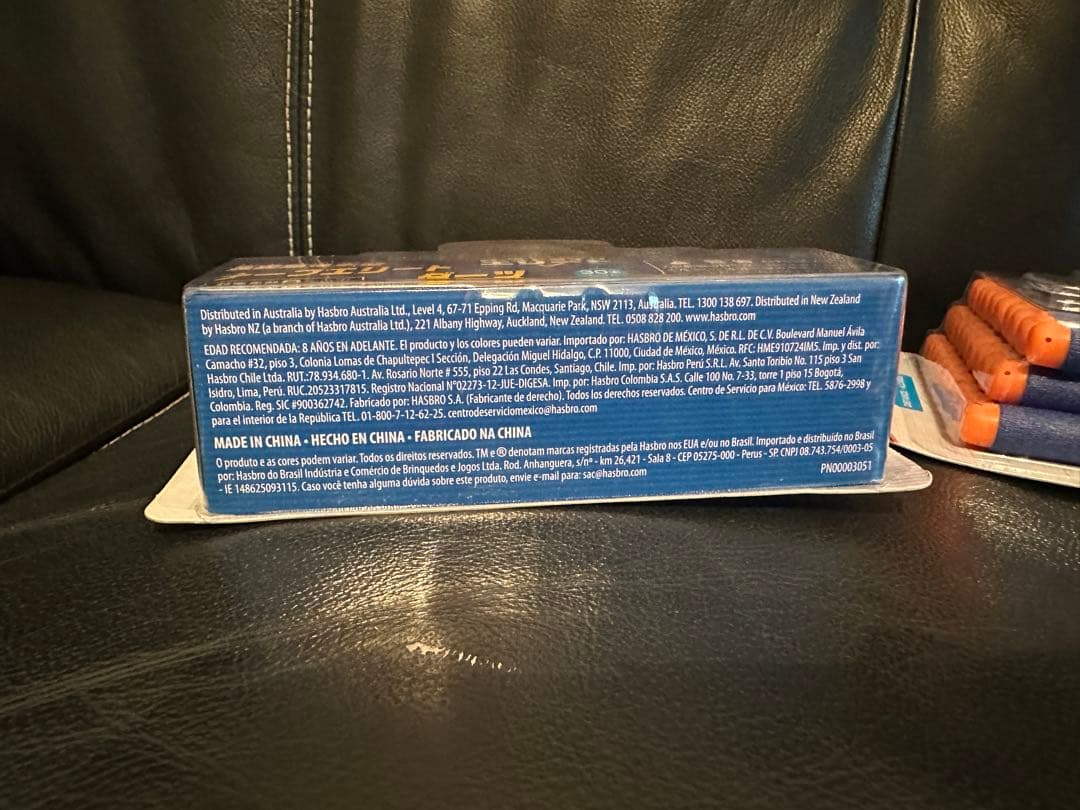 Distributed in Australia by Hasbro Australia Ltd., Level 4, 67-71 Epping Rd, Macquarie Park, NSW 2113, Australia. TEL. 1300 138 697. Distributed in New Zealand
by Hasbro NZ (a branch of Hasbro Australia Ltd.), 221 Albany Highway, Auckland, New Zealand. TEL. 0508 828 200. www.hasbro.com
EDAD RECOMENDADA: 8 AÑOS EN ADELANTE. El producto y los colores pueden variar. Importado por: HASBRO DE MÉXICO, S. DE R.L. DE C.V. Boulevard Manuel Ávila
Camacho #32, piso 3, Colonia Lomas de Chapultepec I Sección, Delegación Miguel Hidalgo, C.P. 11000, Ciudad de México, México. RFC: HME910724IM5. Imp. y dist. por:
Hasbro Chile Ltda. RUT.:78.934.680-1. Av. Rosario Norte # 555, piso 22 Las Condes, Santiago, Chile. Imp. por: Hasbro Perú S.R.L. Av. Santo Toribio No. 115 piso 3 San
Isidro, Lima, Perú. RUC.20523317815. Registro Nacional N°02273-12-JUE-DIGESA. Imp. por: Hasbro Colombia S.A.S. Calle 100 No. 7-33, torre 1 piso 15 Bogotá,
Colombia. Reg. SIC #900362742. Fabricado por: HASBRO S.A. (Fabricante de derecho). Todos los derechos reservados. Centro de Servicio para México: TEL. 5876-2998 y
para el interior de la República TEL. 01-800-7-12-62-25. centrodeserviciomexico@hasbro.com
MADE IN CHINA • HECHO EN CHINA • FABRICADO NA CHINA
O produto e as cores podem variar. Todos os direitos reservados. TM e ® denotam marcas registradas pela Hasbro nos EUA e/ou no Brasil. Importado e distribuído no Brasil
por: Hasbro do Brasil Indústria e Comércio de Brinquedos e Jogos Ltda. Rod. Anhanguera, s/nº - km 26,421 - Sala 8 - CEP 05275-000 - Perus - SP. CNPJ 08.743.754/0003-05
- IE 148625093115. Caso você tenha alguma dúvida sobre este produto, envie e-mail para: sac@hasbro.com
PN00003051